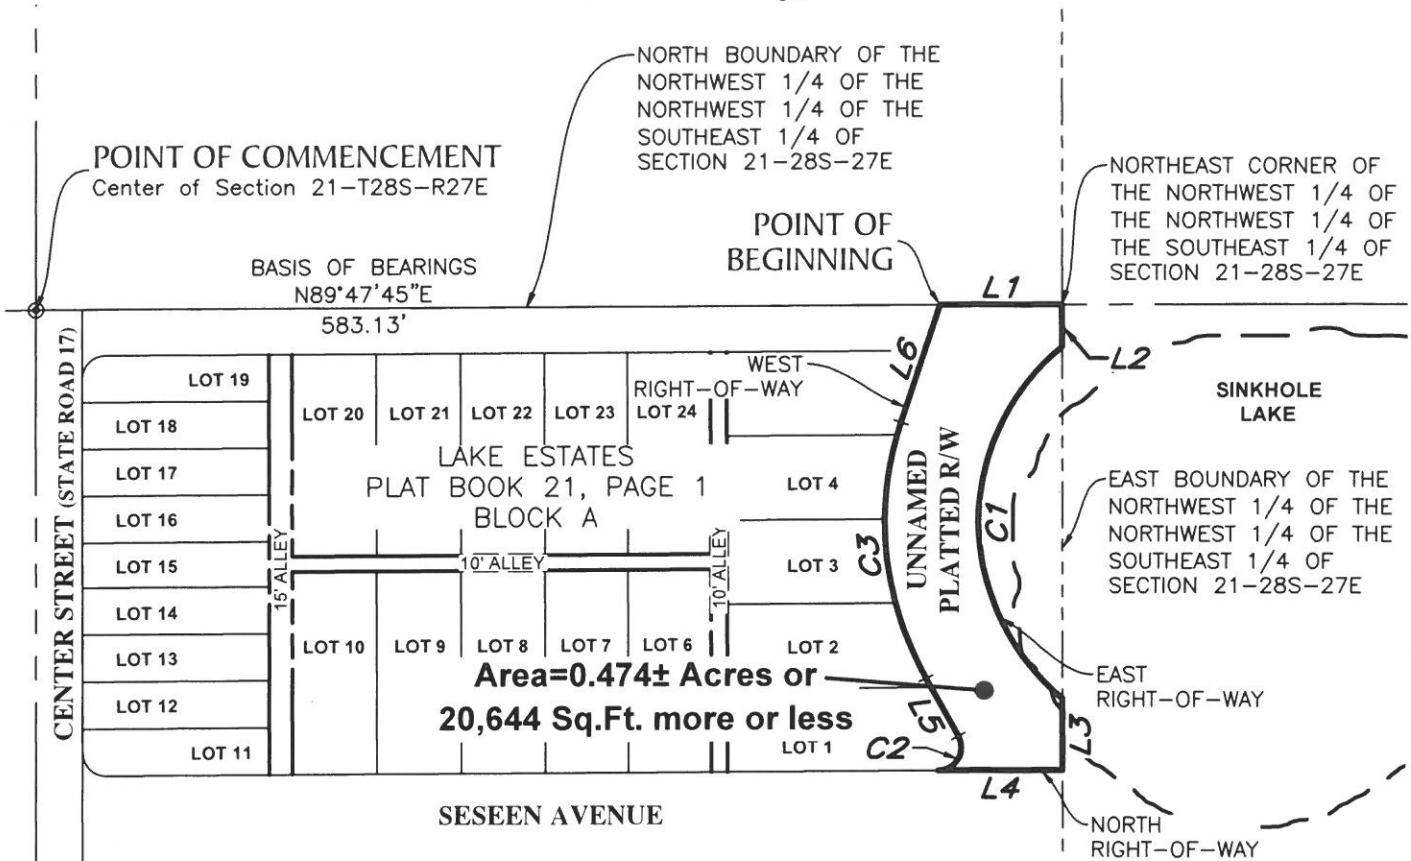 NORTH BOUNDARY OF THE
NORTHWEST 1/4 OF THE
NORTHWEST 1/4 OF THE
SOUTHEAST 1/4 OF
SECTION 21-28S-27E
POINT OF COMMENCEMENT
Center of Section 21-T28S-R27E
NORTHEAST CORNER OF
THE NORTHWEST 1/4 OF
THE NORTHWEST 1/4 OF
THE SOUTHEAST 1/4 OF
SECTION 21-28S-27E
POINT OF
BEGINNING
BASIS OF BEARINGS
N89°47'45"E
583.13'
L1
L2
L6
WEST
RIGHT-OF-WAY
SINKHOLE
LAKE
CENTER STREET (STATE ROAD 17)
LOT 19
LOT 18
LOT 17
LOT 16
LOT 15
LOT 14
LOT 13
LOT 12
LOT 11
15' ALLEY
LOT 20
LOT 21
LOT 22
LOT 23
LOT 24
LAKE ESTATES
PLAT BOOK 21, PAGE 1
BLOCK A
10' ALLEY
10' ALLEY
LOT 4
LOT 3
LOT 2
LOT 1
LOT 10
LOT 9
LOT 8
LOT 7
LOT 6
C3
UNNAMED
PLATTED R/W
C1
EAST BOUNDARY OF THE
NORTHWEST 1/4 OF THE
NORTHWEST 1/4 OF THE
SOUTHEAST 1/4 OF
SECTION 21-28S-27E
Area=0.474± Acres or
20,644 Sq.Ft. more or less
EAST
RIGHT-OF-WAY
L5
C2
L3
L4
SESEEN AVENUE
NORTH
RIGHT-OF-WAY